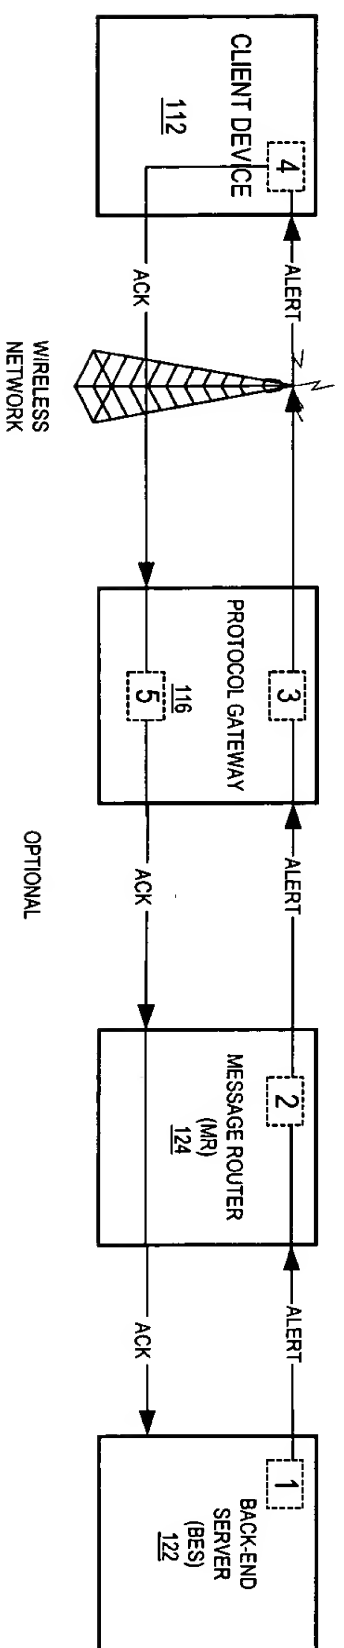 CLIENT DEVICE
112
4
ALERT
ACK
WIRELESS
NETWORK
PROTOCOL GATEWAY
116
3
5
ALERT
ACK
OPTIONAL
MESSAGE ROUTER
(MR)
124
2
ALERT
ACK
BACK-END
SERVER
(BES)
122
1